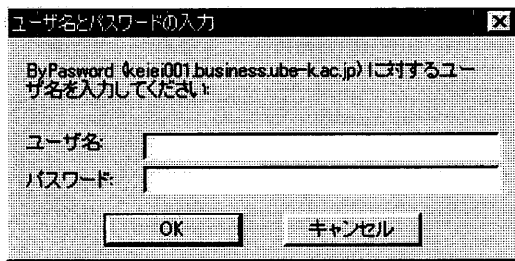 ユーザ名とパスワードの入力
ByPasword (keiei001.business.ube-k.ac.jp) に対するユー
ザ名を入力してください:
ユーザ名:
パスワード:
OK
キャンセル